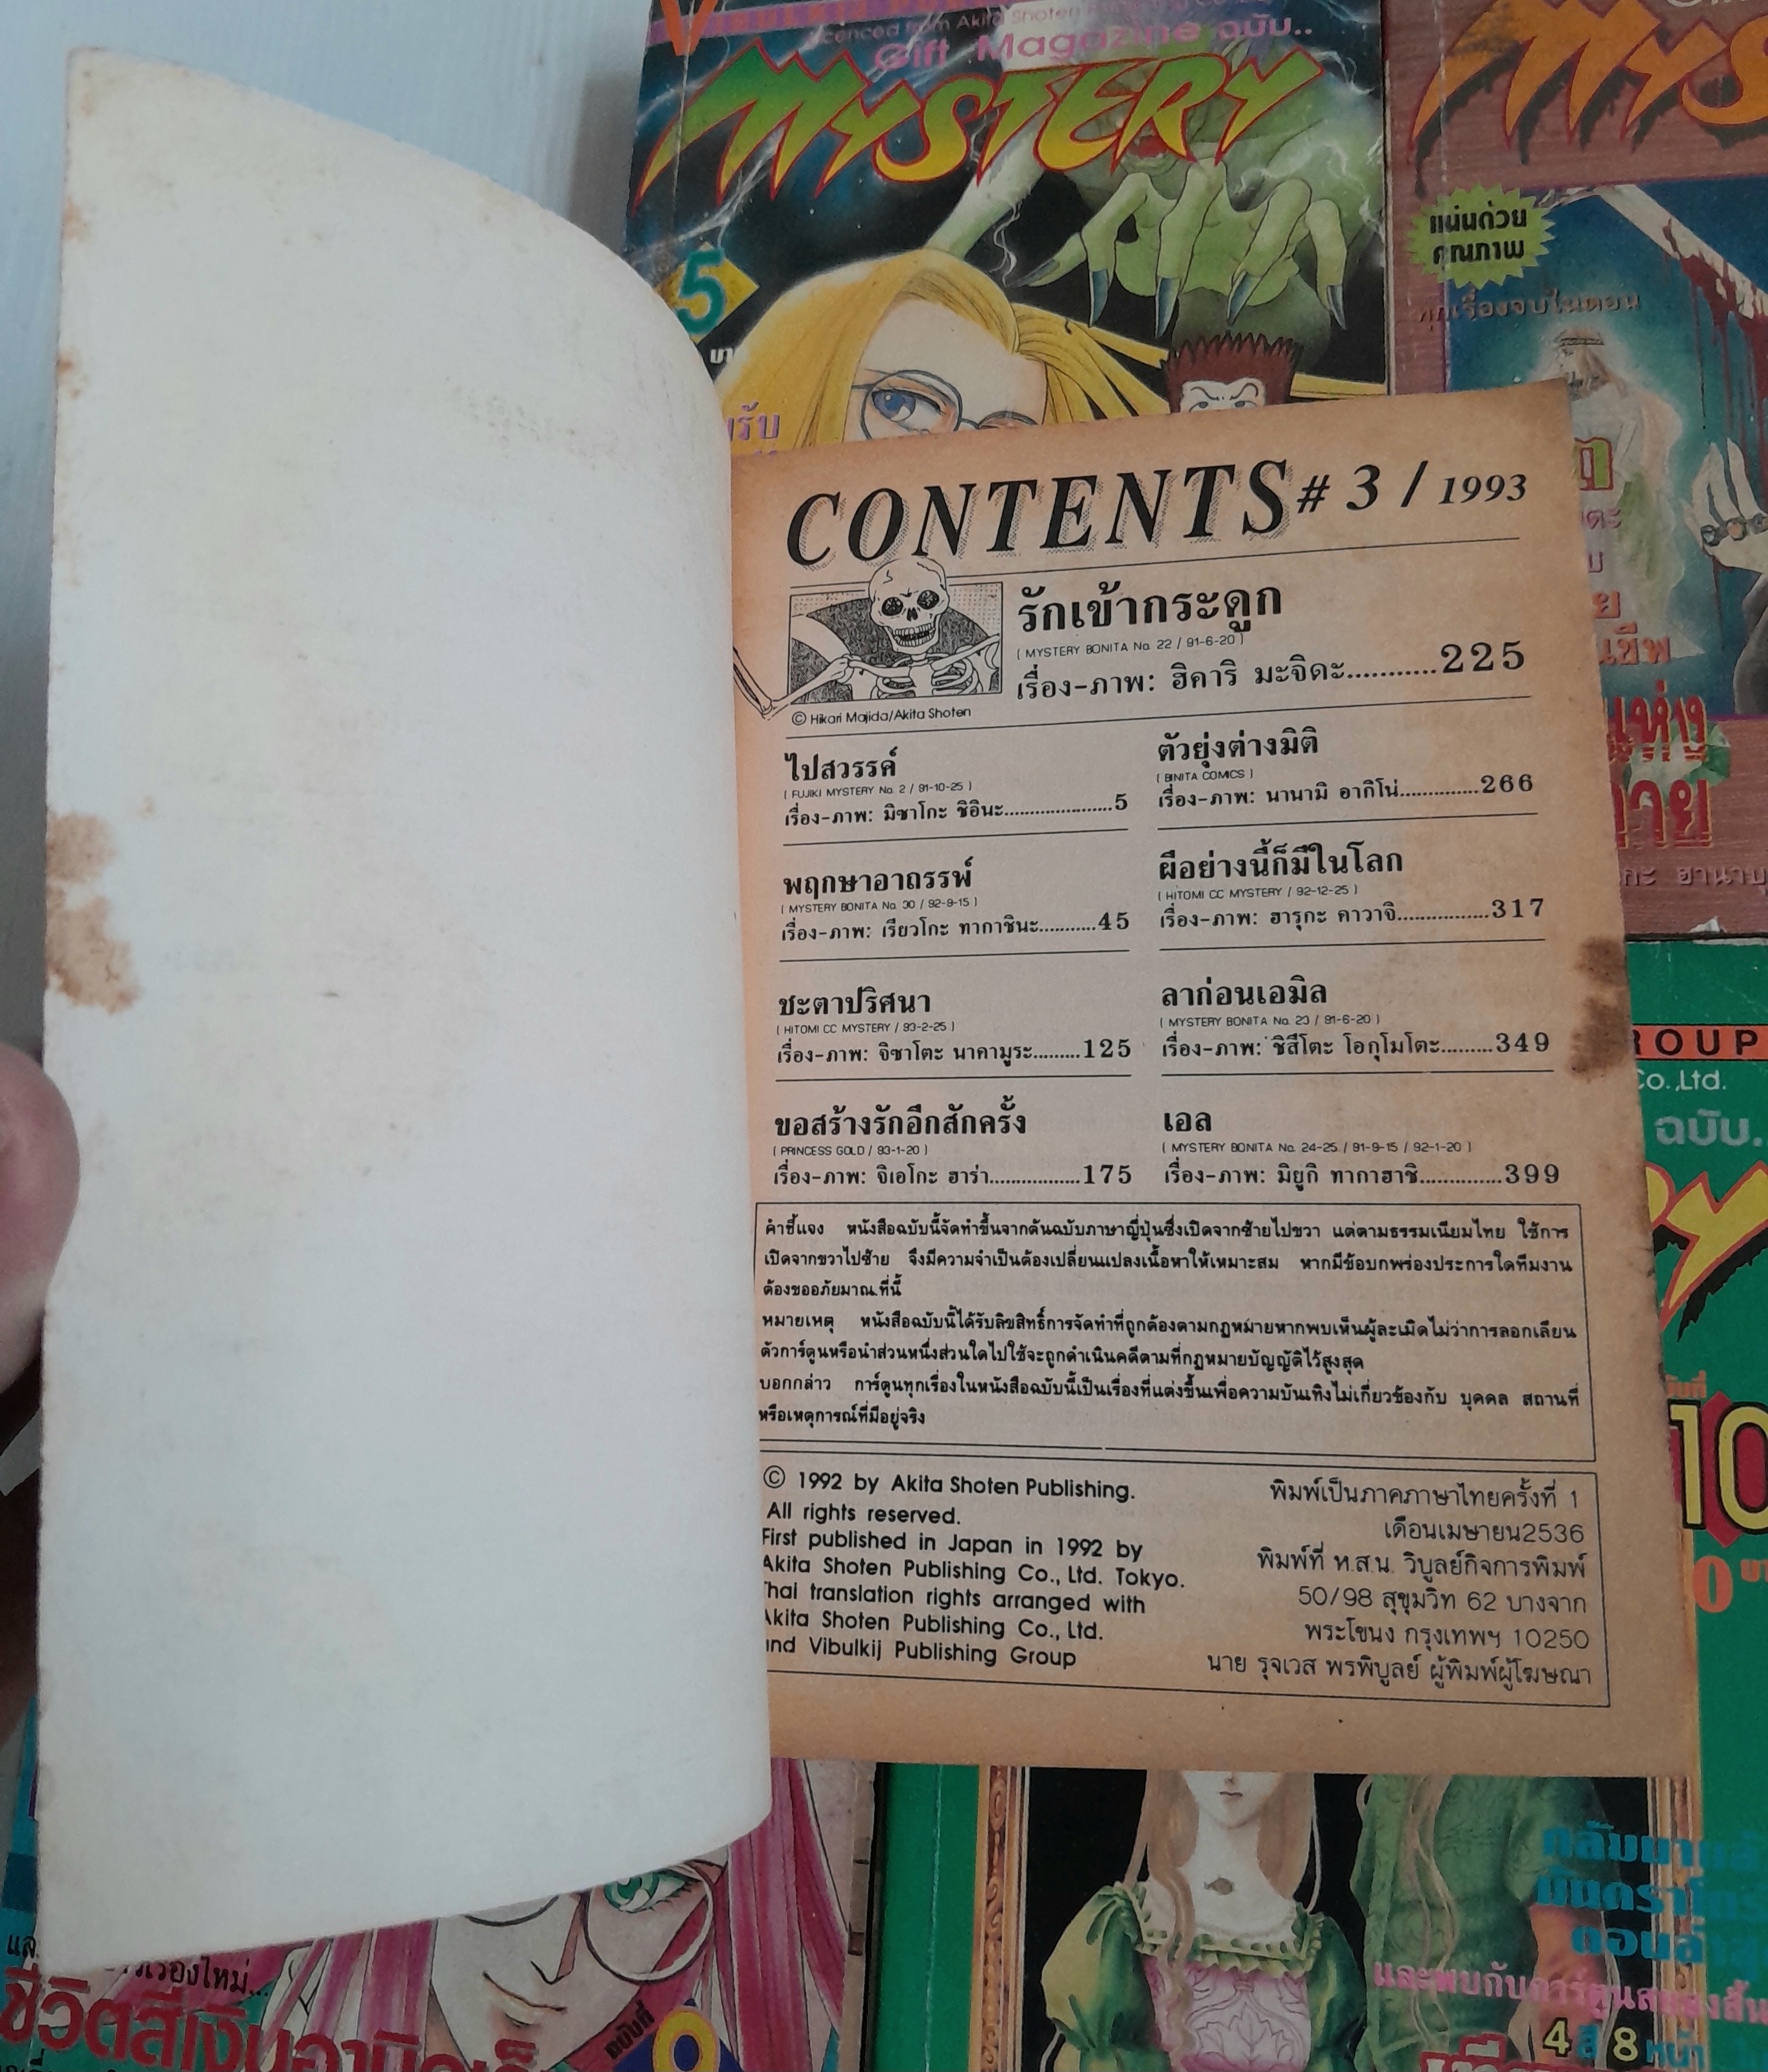 Licenced from Akita Shoten
Gift Magazine ฉบับ..
MYSTERY
5
แน่นด้วย
คุณภาพ
ทุกเรื่องจบในตอน
CONTENTS # 3 / 1993
รักเข้ากระดูก
( MYSTERY BONITA No. 22 / 91-6-20 )
เรื่อง-ภาพ: ฮิคาริ มะจิดะ...........225
© Hikari Majida/Akita Shoten
ไปสวรรค์
( FUJIKI MYSTERY No. 2 / 91-10-25 )
เรื่อง-ภาพ: มิซาโกะ ชิอินะ......................5
พฤกษาอาถรรพ์
( MYSTERY BONITA No. 30 / 92-9-15 )
เรื่อง-ภาพ: เรียวโกะ ทากาชินะ...........45
ชะตาปริศนา
( HITOMI CC MYSTERY / 93-2-25 )
เรื่อง-ภาพ: จิซาโตะ นาคามูระ.........125
ขอสร้างรักอีกสักครั้ง
( PRINCESS GOLD / 93-1-20 )
เรื่อง-ภาพ: จิเอโกะ ฮาร่า..................175
ตัวยุ่งต่างมิติ
( BINITA COMICS )
เรื่อง-ภาพ: นานามิ อากิโน่..............266
ผีอย่างนี้ก็มีในโลก
( HITOMI CC MYSTERY / 92-12-25 )
เรื่อง-ภาพ: ฮารุกะ คาวาจิ.................317
ลาก่อนเอมิล
( MYSTERY BONITA No. 23 / 91-6-20 )
เรื่อง-ภาพ: ชิสึโตะ โอกุโมโตะ.........349
เอล
( MYSTERY BONITA No. 24-25 / 91-9-15 / 92-1-20 )
เรื่อง-ภาพ: มิยูกิ ทากาฮาชิ..............399
คำชี้แจง หนังสือฉบับนี้จัดทำขึ้นจากต้นฉบับภาษาญี่ปุ่นซึ่งเปิดจากซ้ายไปขวา แต่ตามธรรมเนียมไทย ใช้การ
เปิดจากขวาไปซ้าย จึงมีความจำเป็นต้องเปลี่ยนแปลงเนื้อหาให้เหมาะสม หากมีข้อบกพร่องประการใดทีมงาน
ต้องขออภัยมาณ.ที่นี้
หมายเหตุ หนังสือฉบับนี้ได้รับลิขสิทธิ์การจัดทำที่ถูกต้องตามกฎหมายหากพบเห็นผู้ละเมิดไม่ว่าการลอกเลียน
ตัวการ์ตูนหรือนำส่วนหนึ่งส่วนใดไปใช้จะถูกดำเนินคดีตามที่กฎหมายบัญญัติไว้สูงสุด
บอกกล่าว การ์ตูนทุกเรื่องในหนังสือฉบับนี้เป็นเรื่องที่แต่งขึ้นเพื่อความบันเทิงไม่เกี่ยวข้องกับ บุคคล สถานที่
หรือเหตุการณ์ที่มีอยู่จริง
© 1992 by Akita Shoten Publishing.
All rights reserved.
First published in Japan in 1992 by
Akita Shoten Publishing Co., Ltd. Tokyo.
Thai translation rights arranged with
Akita Shoten Publishing Co., Ltd.
and Vibulkij Publishing Group
พิมพ์เป็นภาคภาษาไทยครั้งที่ 1
เดือนเมษายน2536
พิมพ์ที่ ห.ส.น. วิบูลย์กิจการพิมพ์
50/98 สุขุมวิท 62 บางจาก
พระโขนง กรุงเทพฯ 10250
นาย รุจเวส พรพิบูลย์ ผู้พิมพ์ผู้โฆษณา
Co.,Ltd.
ฉบับ..
10
ฉบับที่
และพบกับการ์ตูน
4 สี 8 หน้า